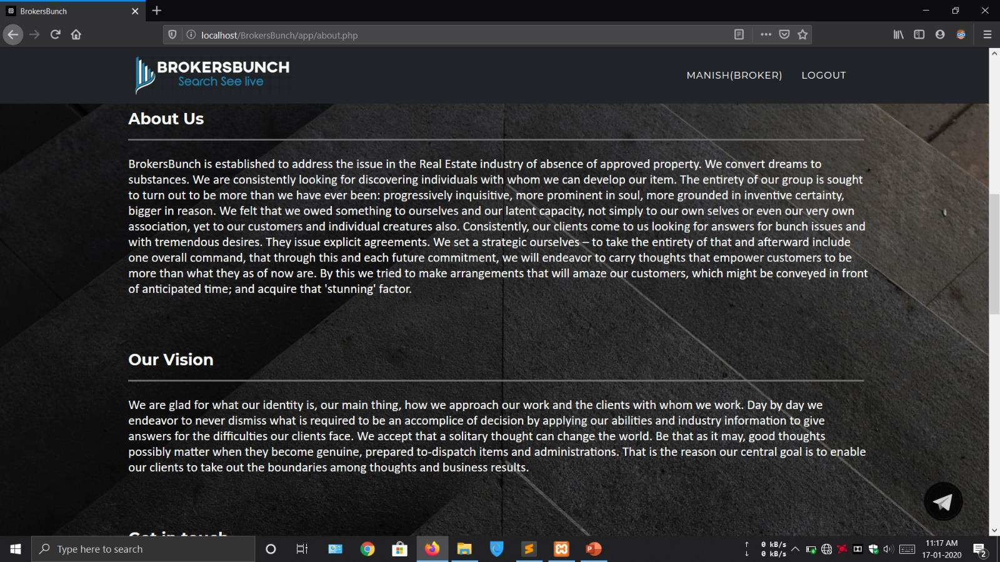 BrokersBunch
localhost/BrokersBunch/app/about.php
BROKERSBUNCH
Search See live
MANISH(BROKER) LOGOUT
About Us
BrokersBunch is established to address the issue in the Real Estate industry of absence of approved property. We convert dreams to
substances. We are consistently looking for discovering individuals with whom we can develop our item. The entirety of our group is sought
to turn out to be more than we have ever been: progressively inquisitive, more prominent in soul, more grounded in inventive certainty,
bigger in reason. We felt that we owed something to ourselves and our latent capacity, not simply to our own selves or even our very own
association, yet to our customers and individual creatures also. Consistently, our clients come to us looking for answers for bunch issues and
with tremendous desires. They issue explicit agreements. We set a strategic ourselves – to take the entirety of that and afterward include
one overall command, that through this and each future commitment, we will endeavor to carry thoughts that empower customers to be
more than what they as of now are. By this we tried to make arrangements that will amaze our customers, which might be conveyed in front
of anticipated time; and acquire that 'stunning' factor.
Our Vision
We are glad for what our identity is, our main thing, how we approach our work and the clients with whom we work. Day by day we
endeavor to never dismiss what is required to be an accomplice of decision by applying our abilities and industry information to give
answers for the difficulties our clients face. We accept that a solitary thought can change the world. Be that as it may, good thoughts
possibly matter when they become genuine, prepared to-dispatch items and administrations. That is the reason our central goal is to enable
our clients to take out the boundaries among thoughts and business results.
Get in touch
Type here to search
0 kB/s
0 kB/s
11:17 AM
17-01-2020
2